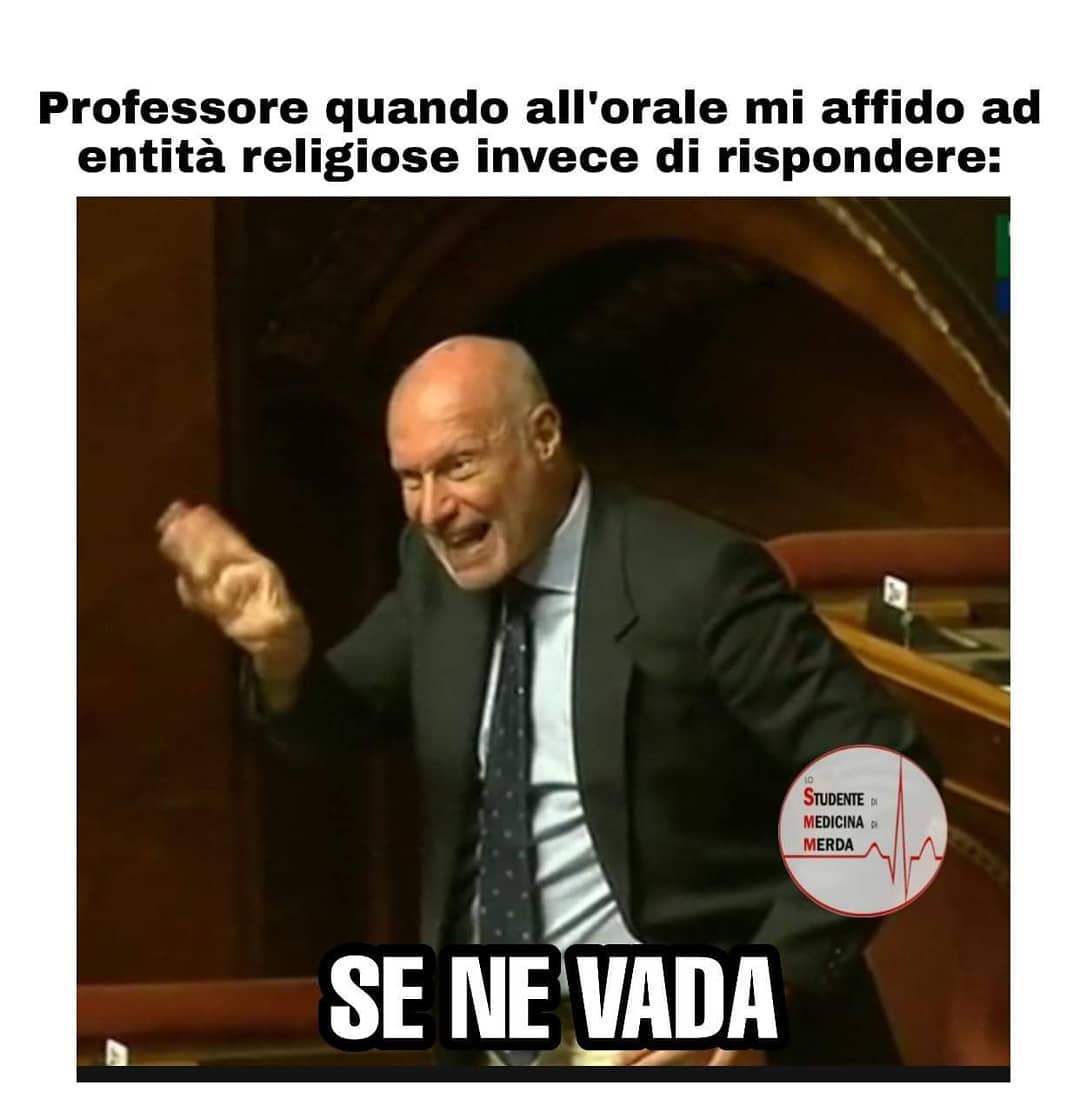 Professore quando all'orale mi affido ad
entità religiose invece di rispondere:
LO
STUDENTE DI
MEDICINA DI
MERDA
SE NE VADA